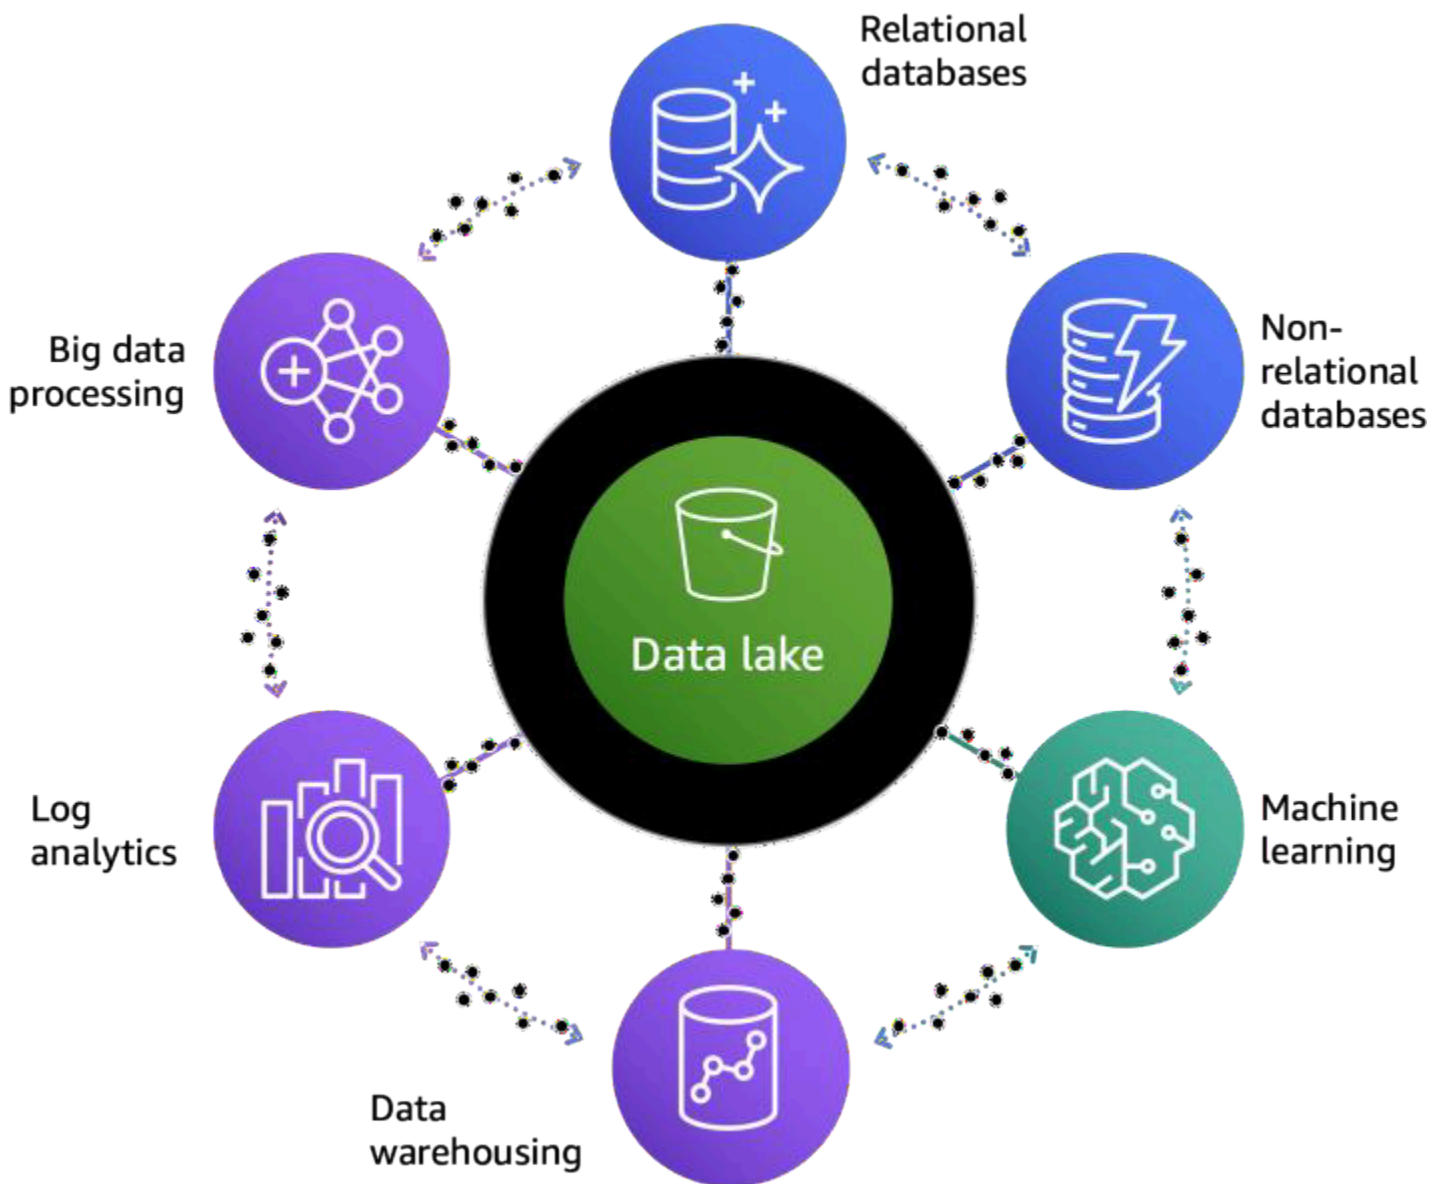 Relational
databases
Non-
relational
databases
Big data
processing
Data lake
Log
analytics
Machine
learning
Data
warehousing